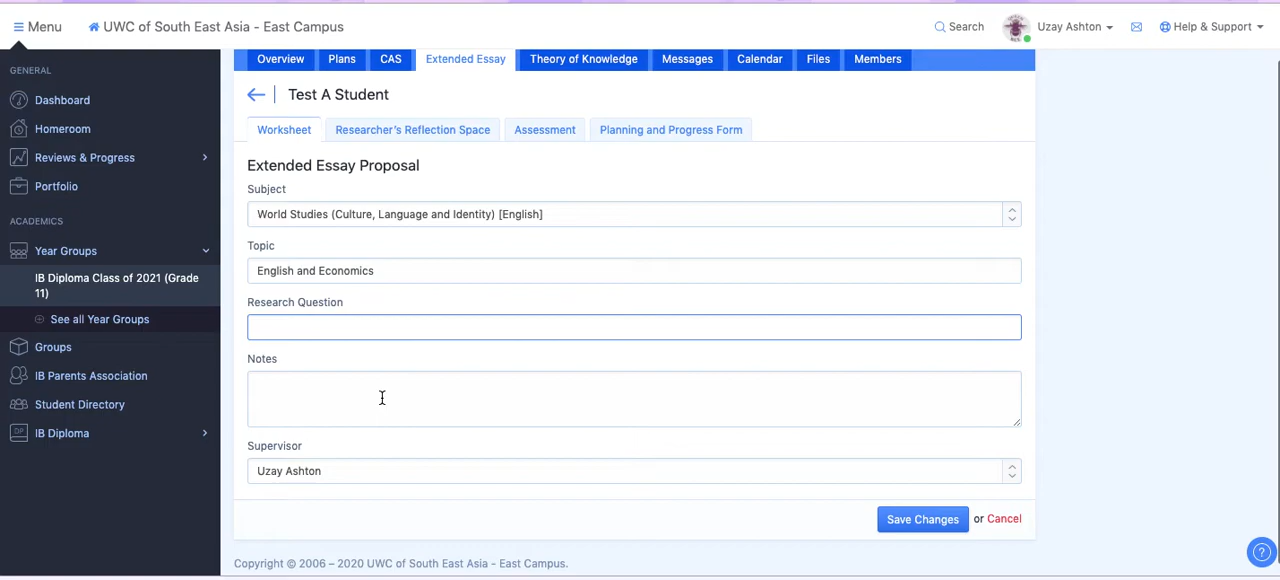 Menu
UWC of South East Asia - East Campus
Search
Uzay Ashton
Help & Support
GENERAL
Dashboard
Homeroom
Reviews & Progress
Portfolio
ACADEMICS
Year Groups
IB Diploma Class of 2021 (Grade
11)
See all Year Groups
Groups
IB Parents Association
Student Directory
DP IB Diploma
Overview Plans CAS Extended Essay Theory of Knowledge Messages Calendar Files Members
Test A Student
Worksheet Researcher's Reflection Space Assessment Planning and Progress Form
Extended Essay Proposal
Subject
World Studies (Culture, Language and Identity) [English]
Topic
English and Economics
Research Question
Notes
Supervisor
Uzay Ashton
Save Changes or Cancel
Copyright © 2006 – 2020 UWC of South East Asia - East Campus.
?